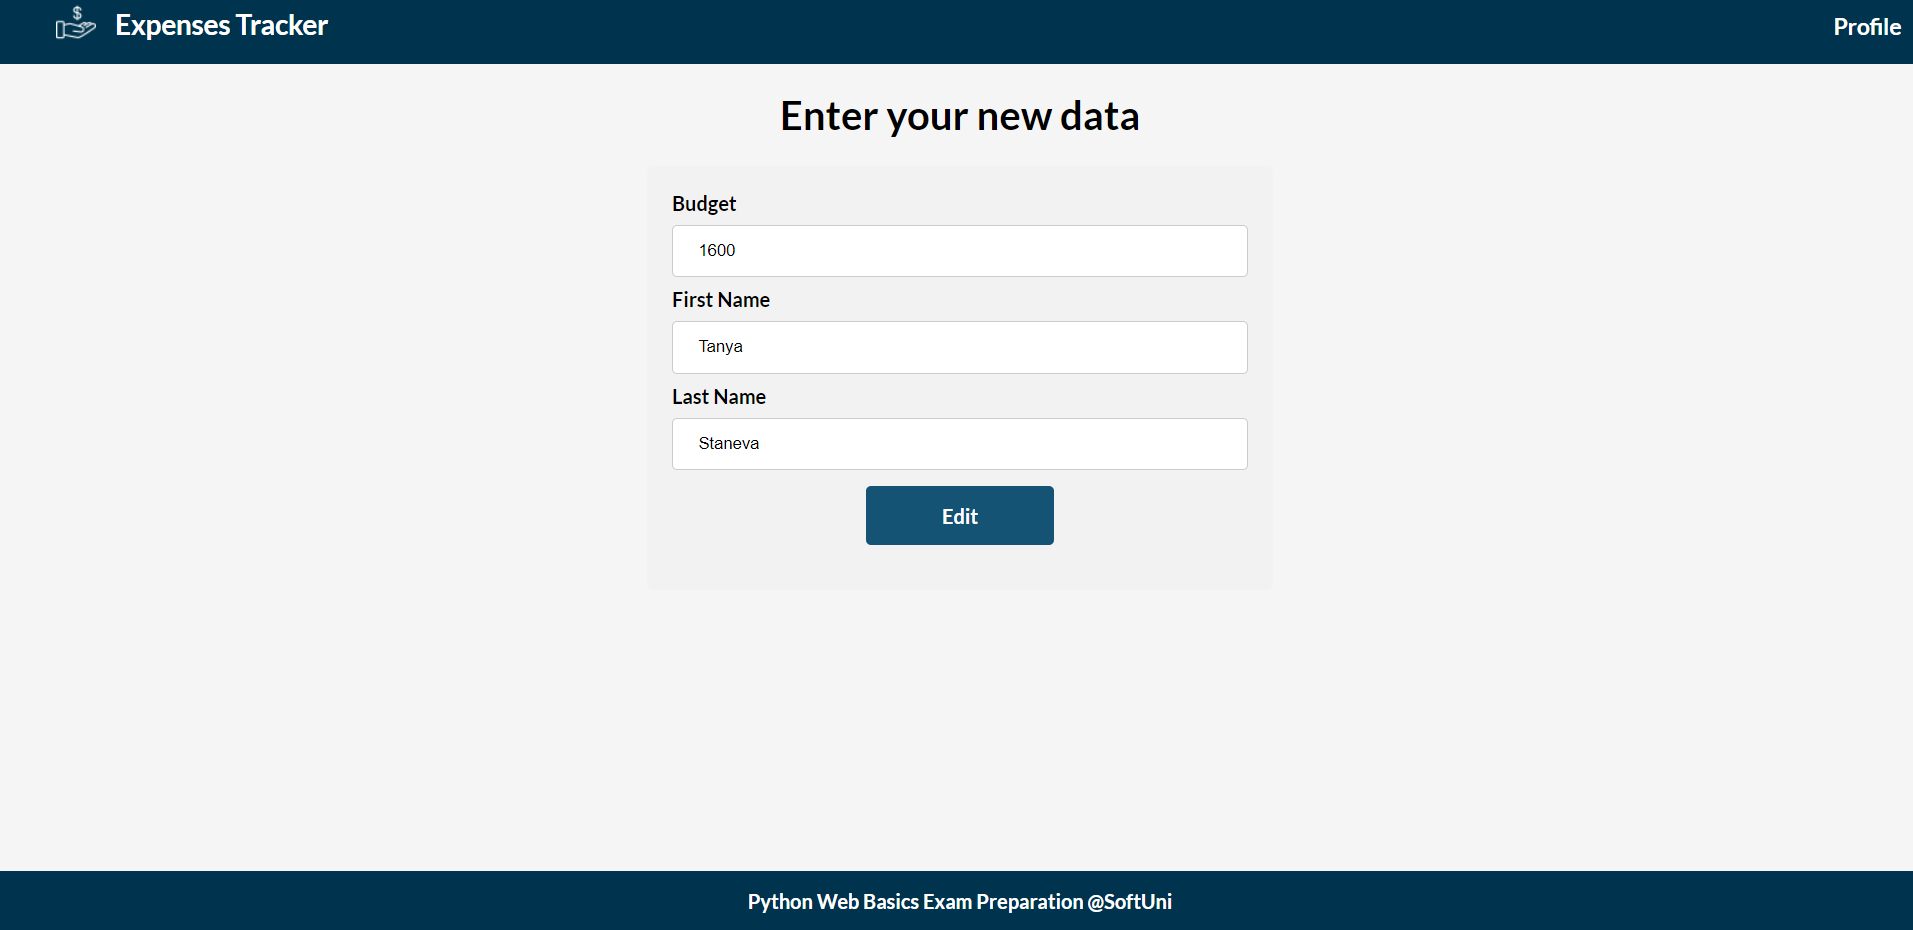 $
Expenses Tracker
Profile
Enter your new data
Budget
1600
First Name
Tanya
Last Name
Staneva
Edit
Python Web Basics Exam Preparation @SoftUni